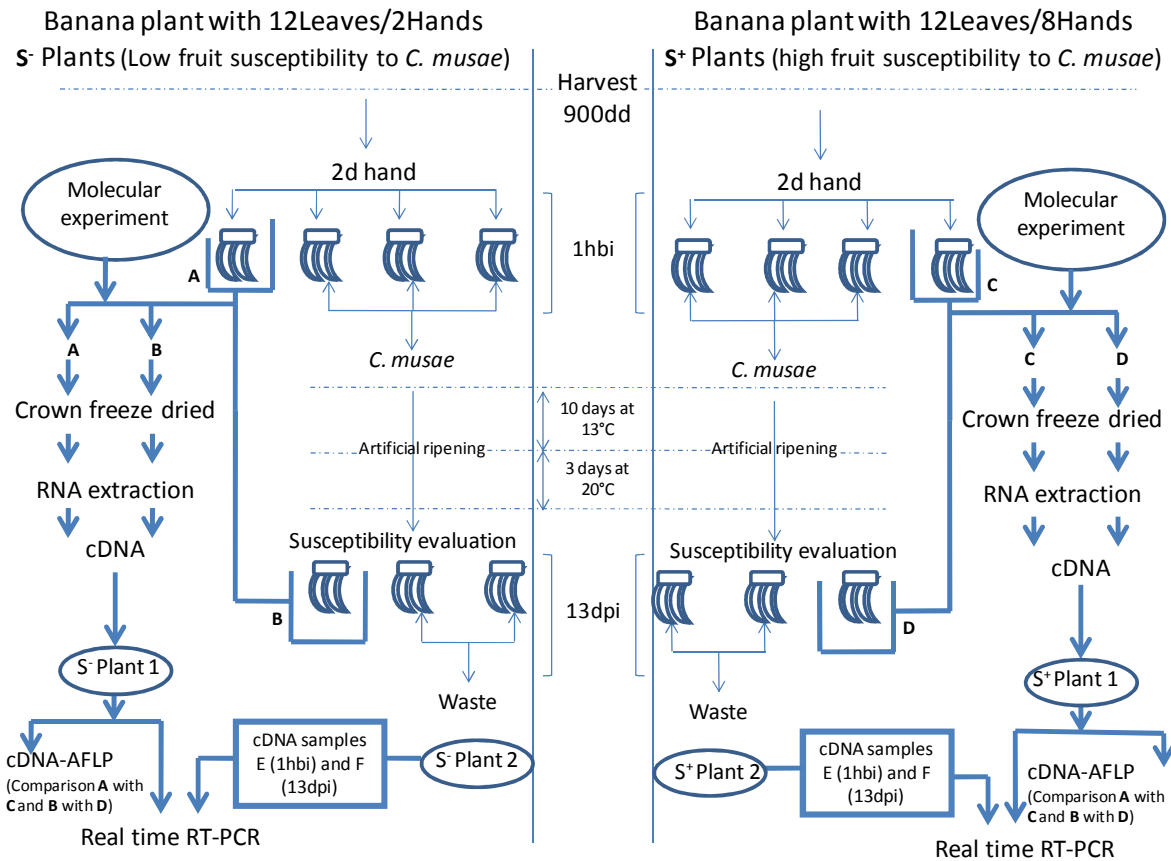 Banana plant with 12Leaves/2Hands
S⁻ Plants (Low fruit susceptibility to C. musae)
Banana plant with 12Leaves/8Hands
S⁺ Plants (high fruit susceptibility to C. musae)
Harvest
900dd
2d hand
Molecular
experiment
A
A
B
C. musae
Crown freeze dried
Artificial ripening
RNA extraction
cDNA
Susceptibility evaluation
B
S⁻ Plant 1
Waste
cDNA-AFLP
(Comparison A with
C and B with D)
cDNA samples
E (1hbi) and F
(13dpi)
S⁻ Plant 2
Real time RT-PCR
1hbi
10 days at
13°C
3 days at
20°C
13dpi
2d hand
Molecular
experiment
C
C
D
C. musae
Crown freeze dried
Artificial ripening
RNA extraction
Susceptibility evaluation
cDNA
D
S⁺ Plant 1
Waste
S⁺ Plant 2
cDNA samples
E (1hbi) and F
(13dpi)
cDNA-AFLP
(Comparison A with
C and B with D)
Real time RT-PCR